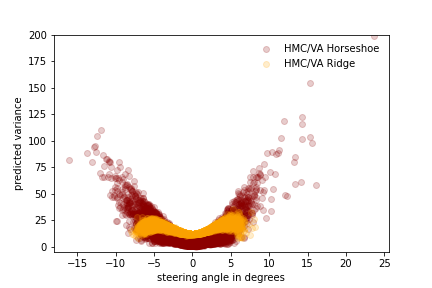 200
175
150
125
100
75
50
25
0
predicted variance
HMC/VA Horseshoe
HMC/VA Ridge
−15 −10 −5 0 5 10 15 20 25
steering angle in degrees